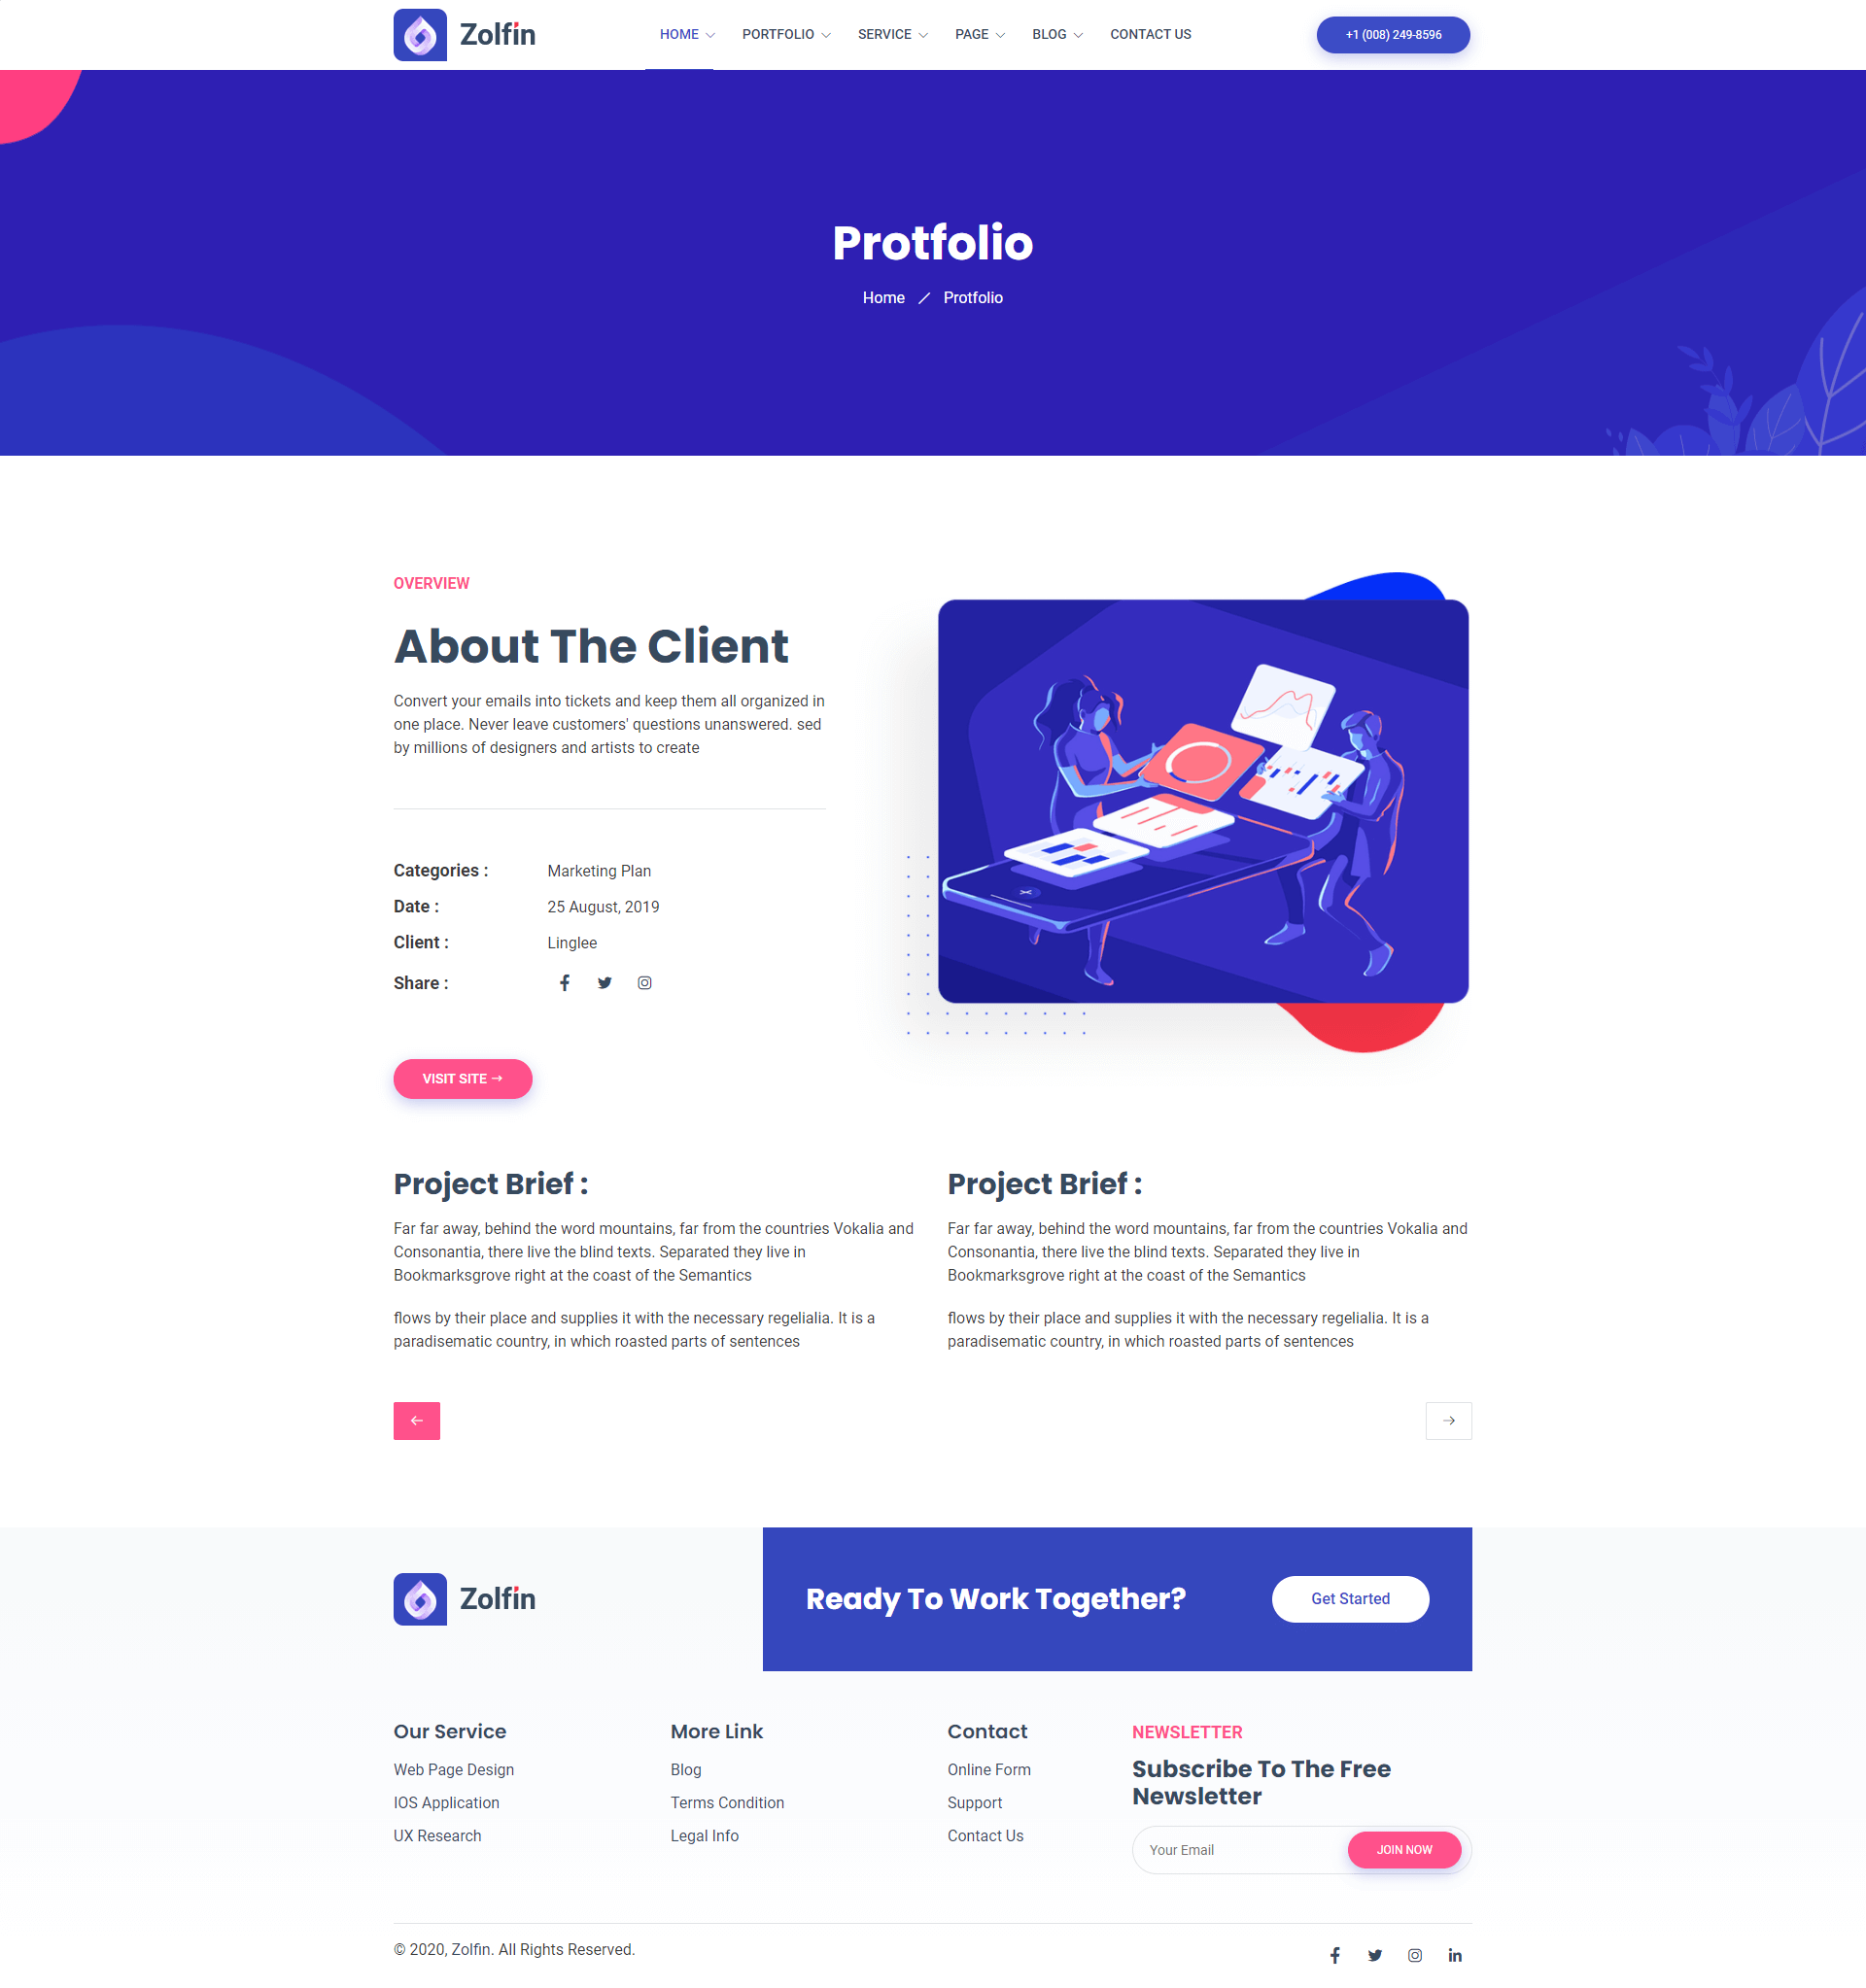 Zolfin
HOME PORTFOLIO SERVICE PAGE BLOG CONTACT US
+1 (008) 249-8596
Protfolio
Home / Protfolio
OVERVIEW
About The Client
Convert your emails into tickets and keep them all organized in
one place. Never leave customers' questions unanswered. sed
by millions of designers and artists to create
Categories : Marketing Plan
Date : 25 August, 2019
Client : Linglee
Share :
VISIT SITE →
Project Brief :
Far far away, behind the word mountains, far from the countries Vokalia and
Consonantia, there live the blind texts. Separated they live in
Bookmarksgrove right at the coast of the Semantics
flows by their place and supplies it with the necessary regelialia. It is a
paradisematic country, in which roasted parts of sentences
Project Brief :
Far far away, behind the word mountains, far from the countries Vokalia and
Consonantia, there live the blind texts. Separated they live in
Bookmarksgrove right at the coast of the Semantics
flows by their place and supplies it with the necessary regelialia. It is a
paradisematic country, in which roasted parts of sentences
Zolfin
Ready To Work Together?
Get Started
Our Service
Web Page Design
IOS Application
UX Research
More Link
Blog
Terms Condition
Legal Info
Contact
Online Form
Support
Contact Us
NEWSLETTER
Subscribe To The Free
Newsletter
Your Email
JOIN NOW
© 2020, Zolfin. All Rights Reserved.